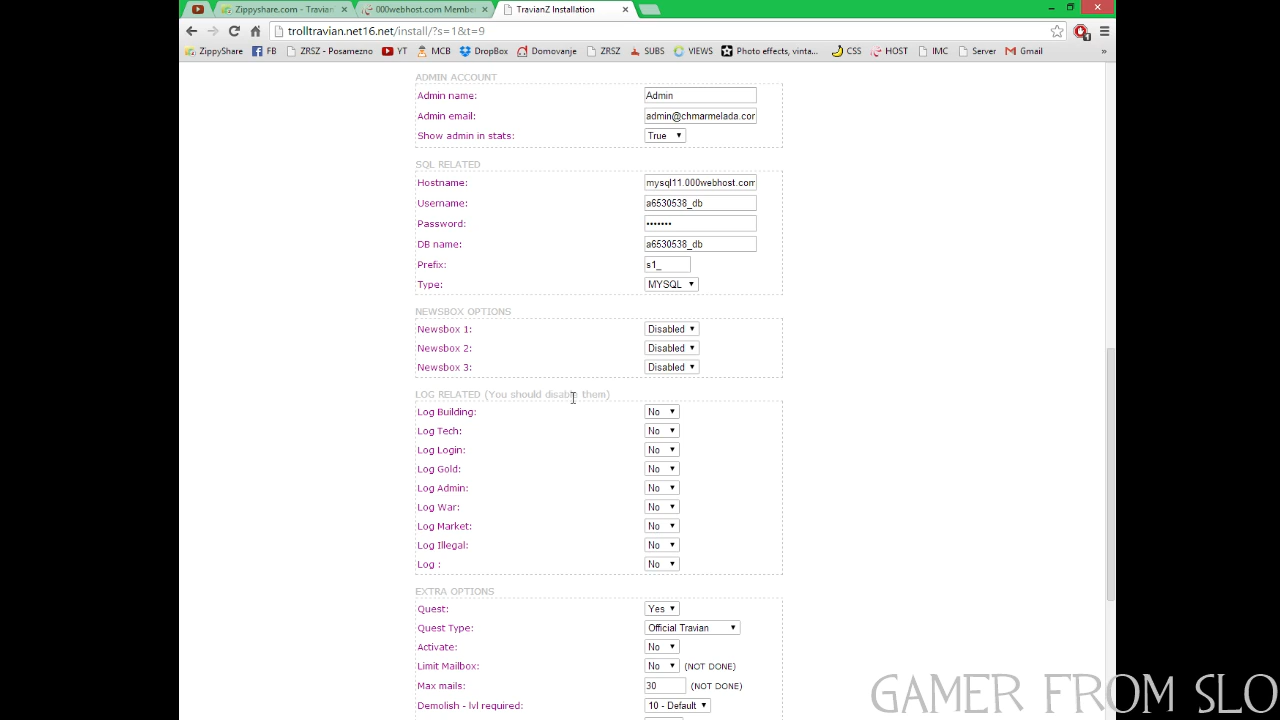 Zippyshare.com - Travian
000webhost.com Membe
TravianZ Installation
trolltravian.net16.net/install/?s=1&t=9
ZippyShare
FB
ZRSZ - Posamezno
YT
MCB
DropBox
Domovanje
ZRSZ
SUBS
VIEWS
Photo effects, vinta...
CSS
HOST
IMC
Server
Gmail
»
ADMIN ACCOUNT
Admin name: Admin
Admin email: admin@chmarmelada.cor
Show admin in stats: True
SQL RELATED
Hostname: mysql11.000webhost.com
Username: a6530538_db
Password: •••••••
DB name: a6530538_db
Prefix: s1_
Type: MYSQL
NEWSBOX OPTIONS
Newsbox 1: Disabled
Newsbox 2: Disabled
Newsbox 3: Disabled
LOG RELATED (You should disable them)
Log Building: No
Log Tech: No
Log Login: No
Log Gold: No
Log Admin: No
Log War: No
Log Market: No
Log Illegal: No
Log : No
EXTRA OPTIONS
Quest: Yes
Quest Type: Official Travian
Activate: No
Limit Mailbox: No (NOT DONE)
Max mails: 30 (NOT DONE)
Demolish - lvl required: 10 - Default
GAMER FROM SLO